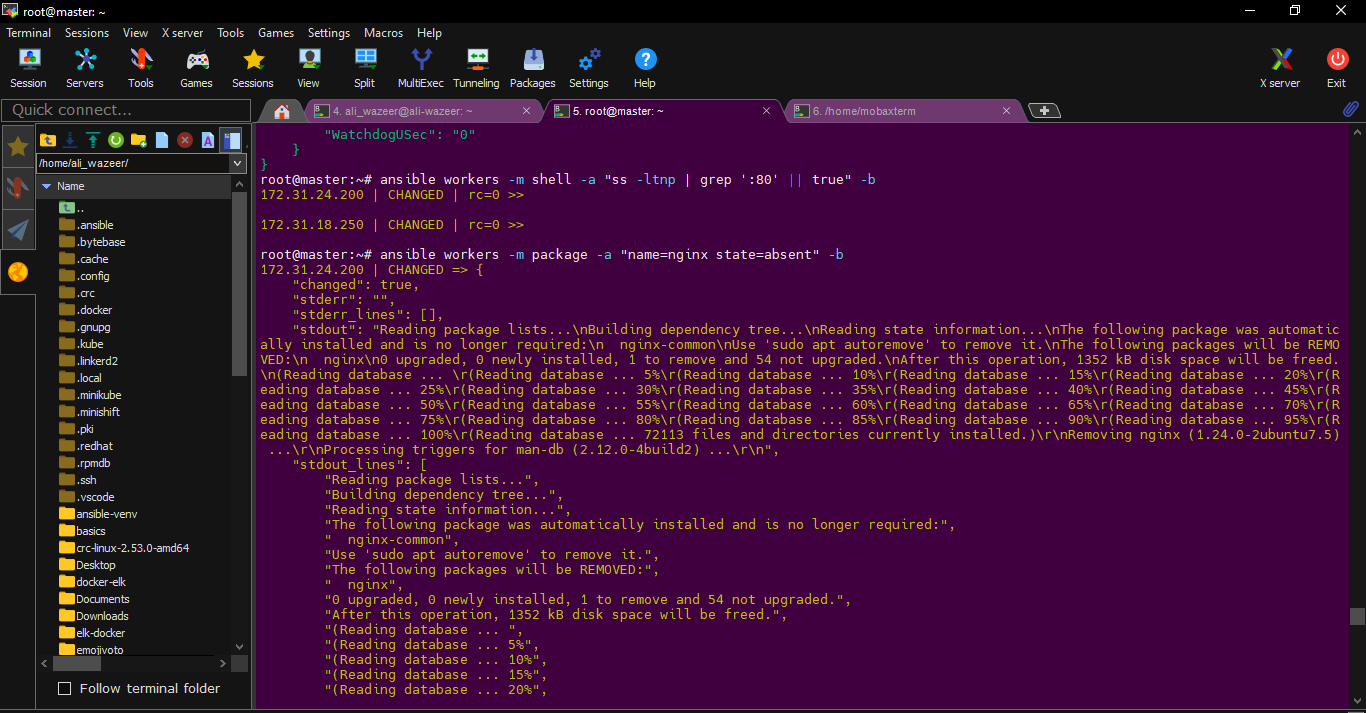 root@master: ~
Terminal Sessions View X server Tools Games Settings Macros Help
Session Servers Tools Games Sessions View Split MultiExec Tunneling Packages Settings Help X server Exit
Quick connect...
4. ali_wazeer@ali-wazeer: ~
5. root@master: ~
6. /home/mobaxterm
/home/ali_wazeer/
Name
..
.ansible
.bytebase
.cache
.config
.crc
.docker
.gnupg
.kube
.linkerd2
.local
.minikube
.minishift
.pki
.redhat
.rpmdb
.ssh
.vscode
ansible-venv
basics
crc-linux-2.53.0-amd64
Desktop
docker-elk
Documents
Downloads
elk-docker
emojivoto
Follow terminal folder
        "WatchdogUSec": "0"
    }
}
root@master:~# ansible workers -m shell -a "ss -ltnp | grep ':80' || true" -b
172.31.24.200 | CHANGED | rc=0 >>
172.31.18.250 | CHANGED | rc=0 >>
root@master:~# ansible workers -m package -a "name=nginx state=absent" -b
172.31.24.200 | CHANGED => {
    "changed": true,
    "stderr": "",
    "stderr_lines": [],
    "stdout": "Reading package lists...\nBuilding dependency tree...\nReading state information...\nThe following package was automatic
ally installed and is no longer required:\n  nginx-common\nUse 'sudo apt autoremove' to remove it.\nThe following packages will be REMO
VED:\n  nginx\n0 upgraded, 0 newly installed, 1 to remove and 54 not upgraded.\nAfter this operation, 1352 kB disk space will be freed.
\n(Reading database ... \r(Reading database ... 5%\r(Reading database ... 10%\r(Reading database ... 15%\r(Reading database ... 20%\r(R
eading database ... 25%\r(Reading database ... 30%\r(Reading database ... 35%\r(Reading database ... 40%\r(Reading database ... 45%\r(R
eading database ... 50%\r(Reading database ... 55%\r(Reading database ... 60%\r(Reading database ... 65%\r(Reading database ... 70%\r(R
eading database ... 75%\r(Reading database ... 80%\r(Reading database ... 85%\r(Reading database ... 90%\r(Reading database ... 95%\r(R
eading database ... 100%\r(Reading database ... 72113 files and directories currently installed.)\r\nRemoving nginx (1.24.0-2ubuntu7.5)
 ...\r\nProcessing triggers for man-db (2.12.0-4build2) ...\r\n",
    "stdout_lines": [
        "Reading package lists...",
        "Building dependency tree...",
        "Reading state information...",
        "The following package was automatically installed and is no longer required:",
        "  nginx-common",
        "Use 'sudo apt autoremove' to remove it.",
        "The following packages will be REMOVED:",
        "  nginx",
        "0 upgraded, 0 newly installed, 1 to remove and 54 not upgraded.",
        "After this operation, 1352 kB disk space will be freed.",
        "(Reading database ... ",
        "(Reading database ... 5%",
        "(Reading database ... 10%",
        "(Reading database ... 15%",
        "(Reading database ... 20%",